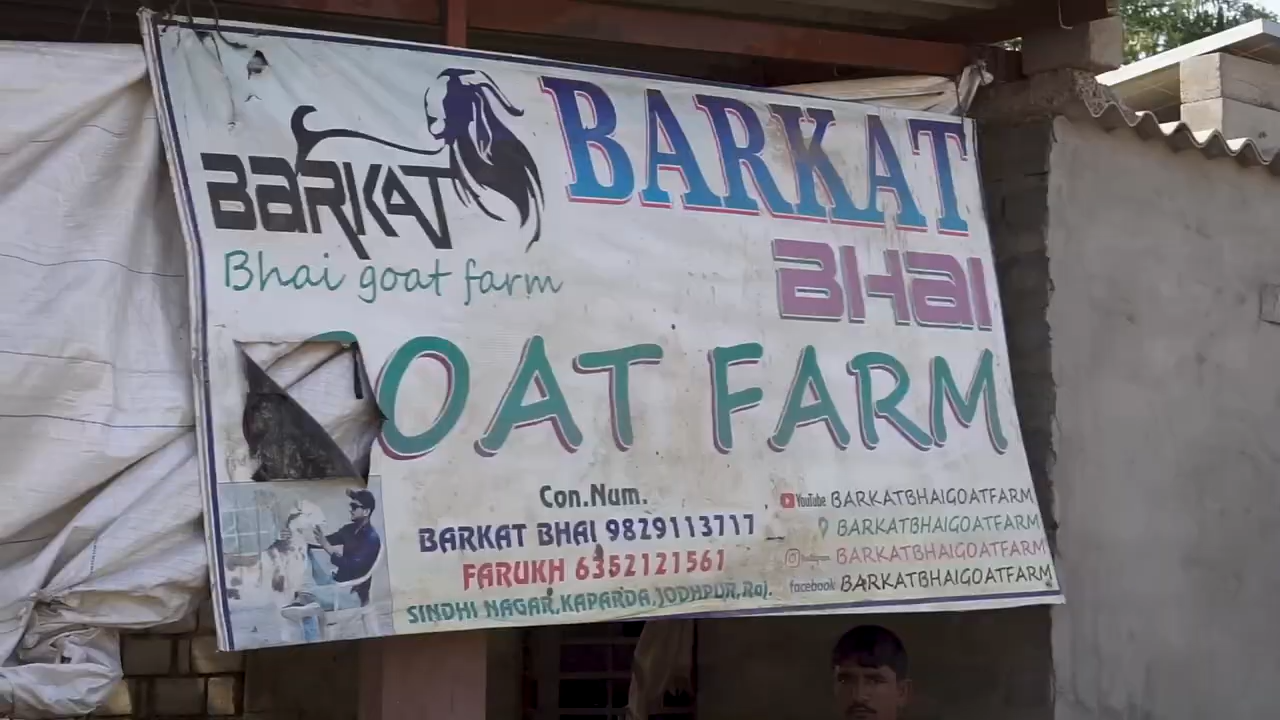 BARKAT
Bhai goat farm
BARKAT
BHAI
OAT FARM
Con.Num.
BARKAT BHAI 9829113717
FARUKH 6352121561
SINDHI NAGAR,KAPARDA,JODHPUR,Raj.
YouTube BARKATBHAIGOATFARM
BARKATBHAIGOATFARM
Instagram BARKATBHAIGOATFARM
facebook BARKATBHAIGOATFARM